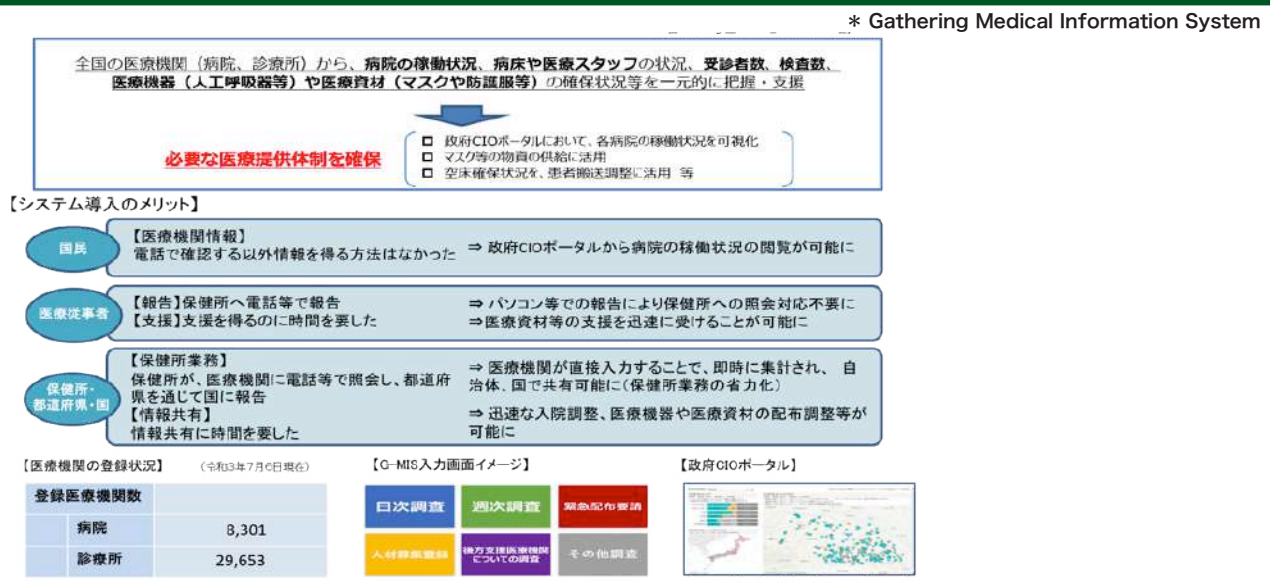 * Gathering Medical Information System
全国の医療機関（病院、診療所）から、病院の稼働状況、病床や医療スタッフの状況、受診者数、検査数、
医療機器（人工呼吸器等）や医療資材（マスクや防護服等）の確保状況等を一元的に把握・支援
必要な医療提供体制を確保
□ 政府CIOポータルにおいて、各病院の稼働状況を可視化
□ マスク等の物資の供給に活用
□ 空床確保状況を、患者搬送調整に活用 等
【システム導入のメリット】
国民
【医療機関情報】
電話で確認する以外情報を得る方法はなかった
⇒ 政府CIOポータルから病院の稼働状況の閲覧が可能に
医療従事者
【報告】保健所へ電話等で報告
【支援】支援を得るのに時間を要した
⇒ パソコン等での報告により保健所への照会対応不要に
⇒医療資材等の支援を迅速に受けることが可能に
保健所・
都道府県・国
【保健所業務】
保健所が、医療機関に電話等で照会し、都道府
県を通じて国に報告
【情報共有】
情報共有に時間を要した
⇒ 医療機関が直接入力することで、即時に集計され、 自
治体、国で共有可能に（保健所業務の省力化）
⇒ 迅速な入院調整、医療機器や医療資材の配布調整等が
可能に
【医療機関の登録状況】 （令和3年7月6日現在）
登録医療機関数
病院 8,301
診療所 29,653
【G-MIS入力画面イメージ】
日次調査 週次調査 緊急配布要請
人材募集登録 後方支援医療機関
についての調査 その他調査
【政府CIOポータル】